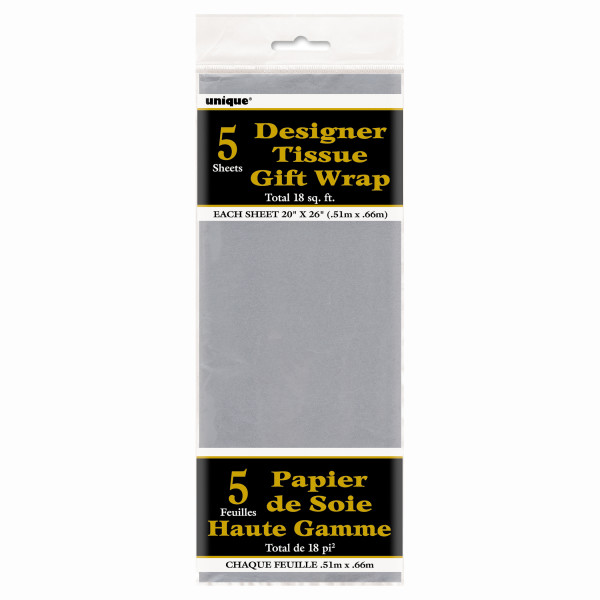 unique®
5 Sheets
Designer
Tissue
Gift Wrap
Total 18 sq. ft.
EACH SHEET 20" X 26" (.51m x .66m)
5 Feuilles
Papier
de Soie
Haute Gamme
Total de 18 pi²
CHAQUE FEUILLE .51m x .66m